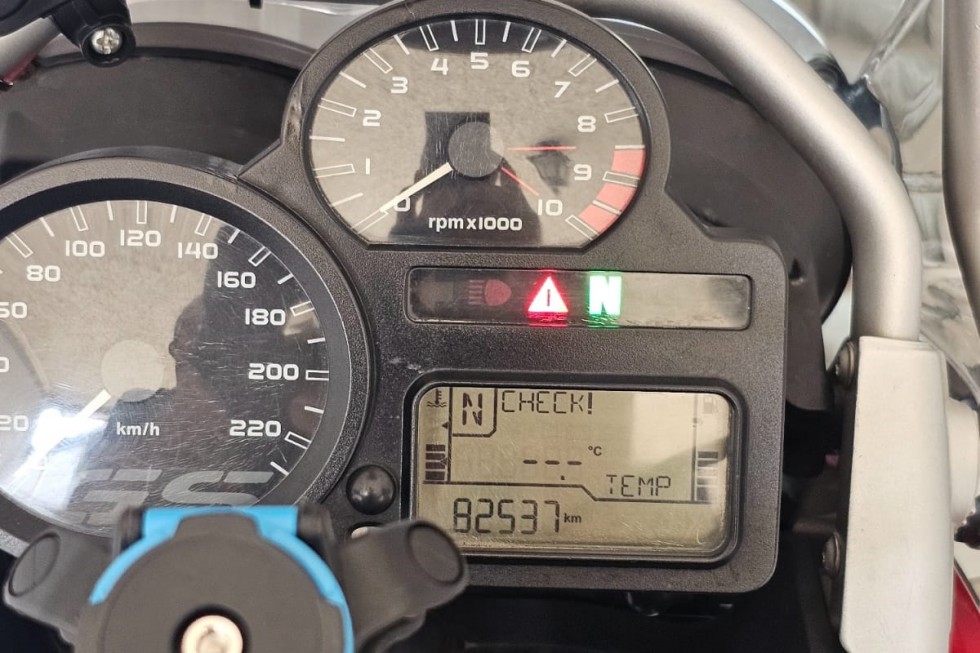 5
4 6
3 7
2 8
1 9
0 10
rpm x1000
100 120 140
80 160
180
200
20 220
km/h
GS
N
N CHECK!
---.- °C
TEMP
82537 km